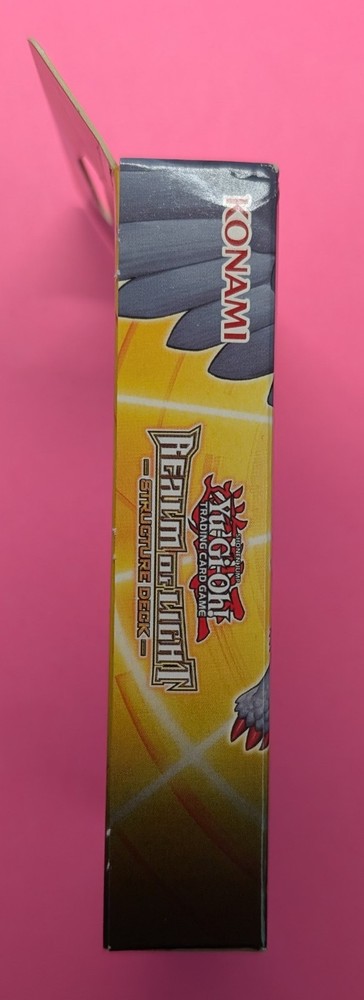 KONAMI
Yu-Gi-Oh!
TRADING CARD GAME
REALM OF LIGHT
— STRUCTURE DECK —